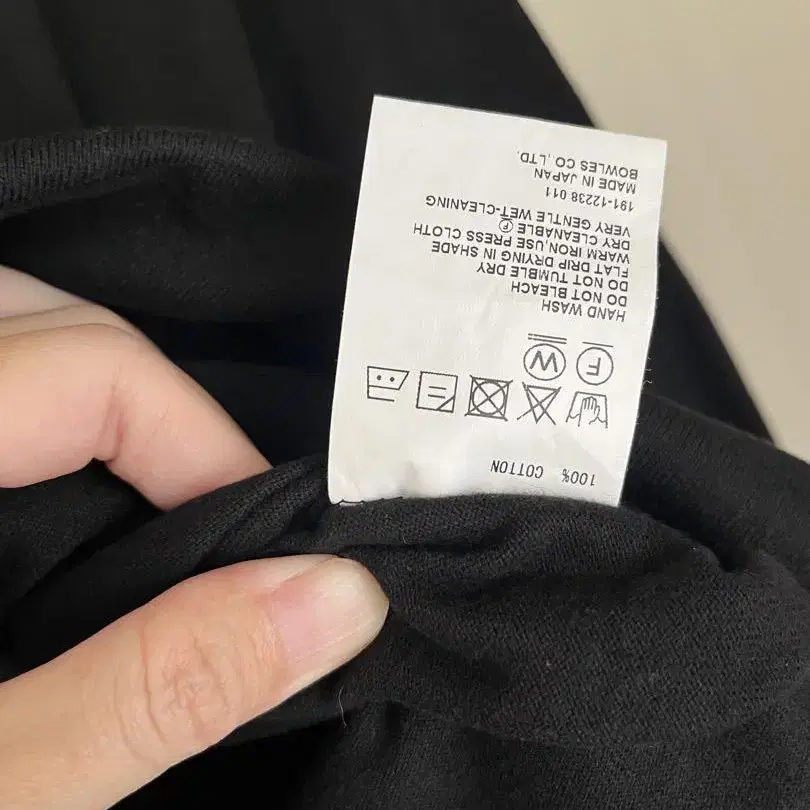 100% COTTON
F
W
HAND WASH
DO NOT BLEACH
DO NOT TUMBLE DRY
FLAT DRIP DRYING IN SHADE
WARM IRON,USE PRESS CLOTH
DRY CLEANABLE Ⓕ
VERY GENTLE WET-CLEANING
191-12238 011
MADE IN JAPAN
BOWLES CO.,LTD.